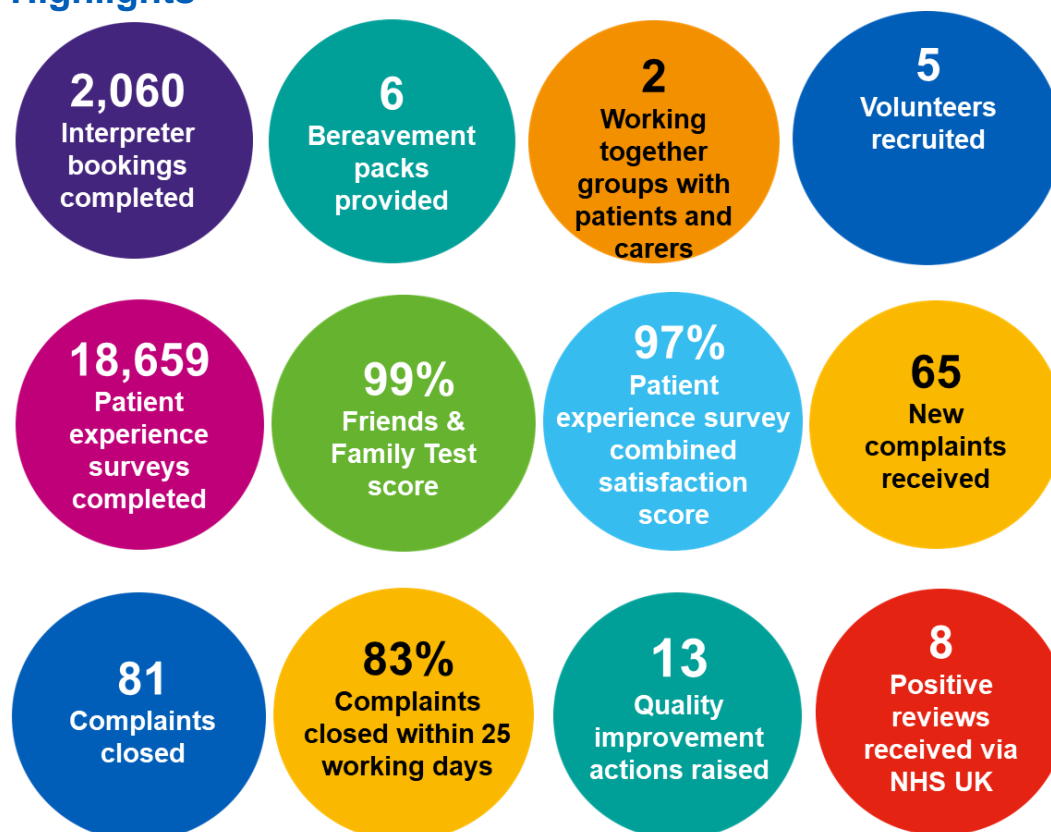 Highlights
2,060
Interpreter
bookings
completed
6
Bereavement
packs
provided
2
Working
together
groups with
patients and
carers
5
Volunteers
recruited
18,659
Patient
experience
surveys
completed
99%
Friends &
Family Test
score
97%
Patient
experience survey
combined
satisfaction
score
65
New
complaints
received
81
Complaints
closed
83%
Complaints
closed within 25
working days
13
Quality
improvement
actions raised
8
Positive
reviews
received via
NHS UK